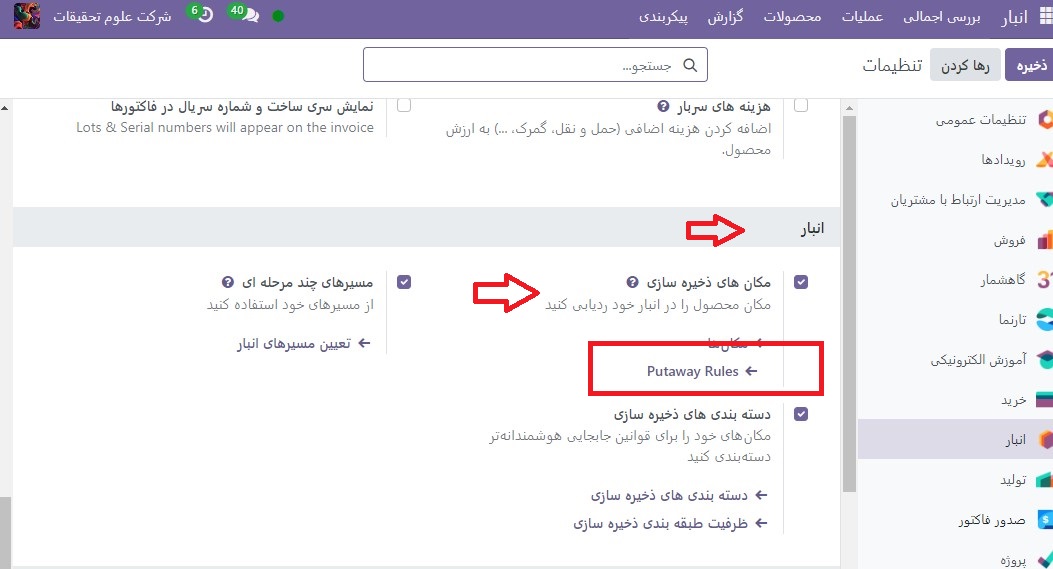 انبار
بررسی اجمالی
عملیات
محصولات
گزارش
پیکربندی
40
6
شرکت علوم تحقیقات
ذخیره
رها کردن
تنظیمات
جستجو...
تنظیمات عمومی
رویدادها
مدیریت ارتباط با مشتریان
فروش
گاهشمار
تارنما
آموزش الکترونیکی
خرید
انبار
تولید
صدور فاکتور
پروژه
هزینه های سربار
اضافه کردن هزینه اضافی (حمل و نقل، گمرک، ...) به ارزش
محصول.
نمایش سری ساخت و شماره سریال در فاکتورها
Lots & Serial numbers will appear on the invoice
انبار
مکان های ذخیره سازی
مکان محصول را در انبار خود ردیابی کنید
مکان‌ها
Putaway Rules
مسیرهای چند مرحله ای
از مسیرهای خود استفاده کنید
تعیین مسیرهای انبار
دسته بندی های ذخیره سازی
مکان‌های خود را برای قوانین جابجایی هوشمندانه‌تر
دسته‌بندی کنید
دسته بندی های ذخیره سازی
ظرفیت طبقه بندی ذخیره سازی